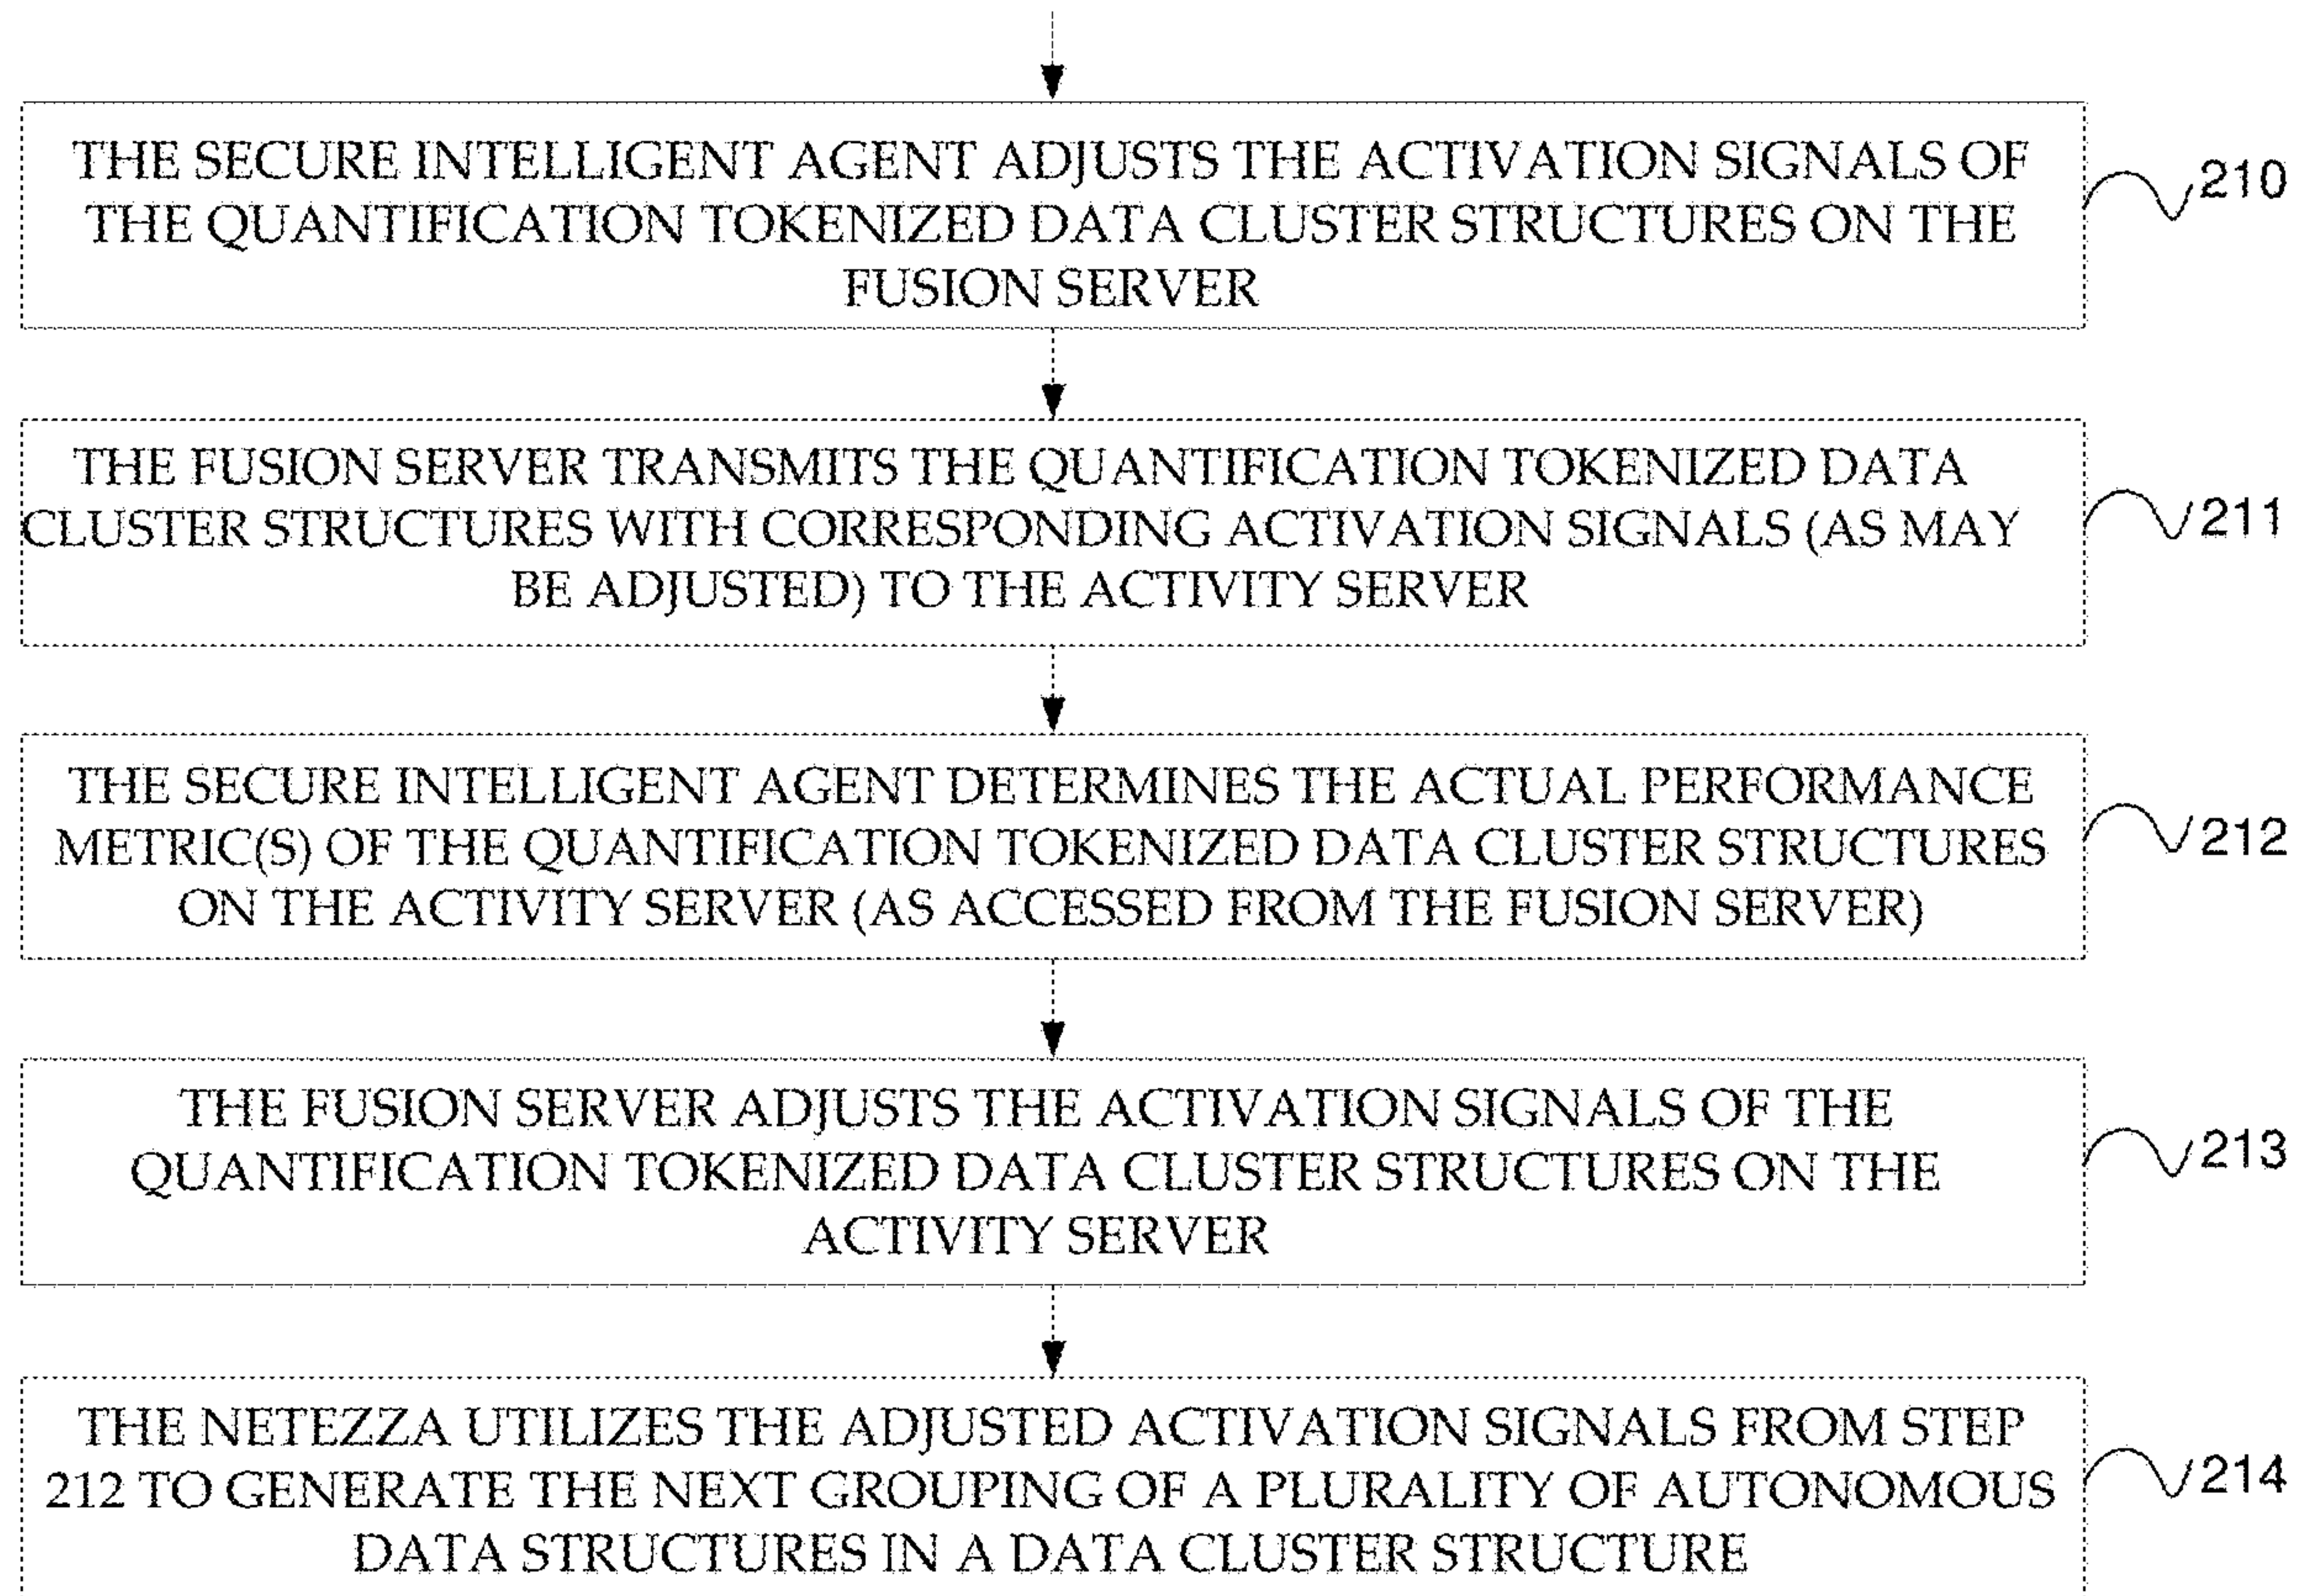 THE SECURE INTELLIGENT AGENT ADJUSTS THE ACTIVATION SIGNALS OF
THE QUANTIFICATION TOKENIZED DATA CLUSTER STRUCTURES ON THE
FUSION SERVER
210
THE FUSION SERVER TRANSMITS THE QUANTIFICATION TOKENIZED DATA
CLUSTER STRUCTURES WITH CORRESPONDING ACTIVATION SIGNALS (AS MAY
BE ADJUSTED) TO THE ACTIVITY SERVER
211
THE SECURE INTELLIGENT AGENT DETERMINES THE ACTUAL PERFORMANCE
METRIC(S) OF THE QUANTIFICATION TOKENIZED DATA CLUSTER STRUCTURES
ON THE ACTIVITY SERVER (AS ACCESSED FROM THE FUSION SERVER)
212
THE FUSION SERVER ADJUSTS THE ACTIVATION SIGNALS OF THE
QUANTIFICATION TOKENIZED DATA CLUSTER STRUCTURES ON THE
ACTIVITY SERVER
213
THE NETEZZA UTILIZES THE ADJUSTED ACTIVATION SIGNALS FROM STEP
212 TO GENERATE THE NEXT GROUPING OF A PLURALITY OF AUTONOMOUS
DATA STRUCTURES IN A DATA CLUSTER STRUCTURE
214